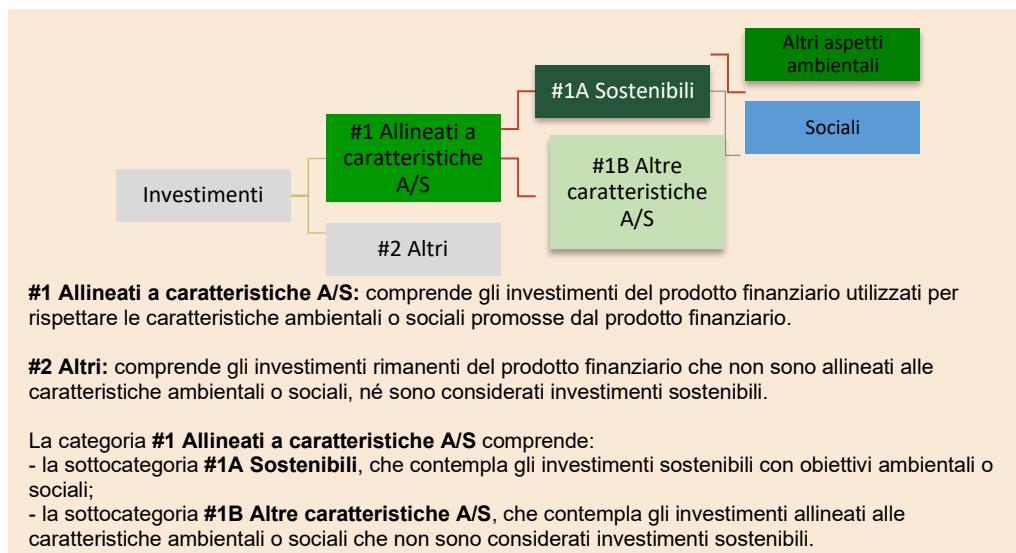 Altri aspetti
ambientali
#1A Sostenibili
Sociali
#1 Allineati a
caratteristiche
A/S
#1B Altre
caratteristiche
A/S
Investimenti
#2 Altri
#1 Allineati a caratteristiche A/S: comprende gli investimenti del prodotto finanziario utilizzati per
rispettare le caratteristiche ambientali o sociali promosse dal prodotto finanziario.
#2 Altri: comprende gli investimenti rimanenti del prodotto finanziario che non sono allineati alle
caratteristiche ambientali o sociali, né sono considerati investimenti sostenibili.
La categoria #1 Allineati a caratteristiche A/S comprende:
- la sottocategoria #1A Sostenibili, che contempla gli investimenti sostenibili con obiettivi ambientali o
sociali;
- la sottocategoria #1B Altre caratteristiche A/S, che contempla gli investimenti allineati alle
caratteristiche ambientali o sociali che non sono considerati investimenti sostenibili.